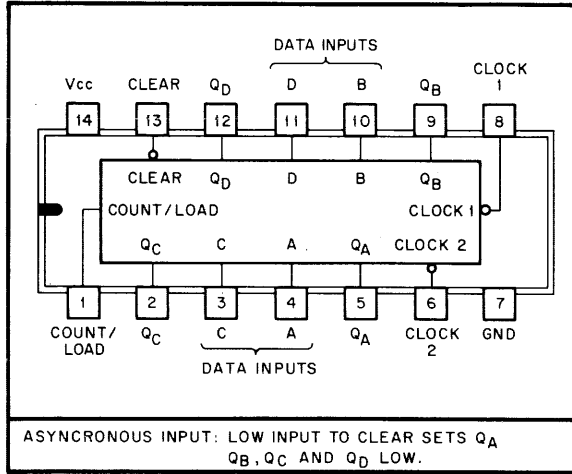 DATA INPUTS
CLOCK
1
Vcc CLEAR QD D B QB
14 13 12 11 10 9 8
CLEAR QD D B QB
COUNT/LOAD CLOCK 1
QC C A QA CLOCK 2
1 2 3 4 5 6 7
COUNT/
LOAD QC C A QA CLOCK
2 GND
DATA INPUTS
ASYNCRONOUS INPUT: LOW INPUT TO CLEAR SETS QA
QB, QC AND QD LOW.